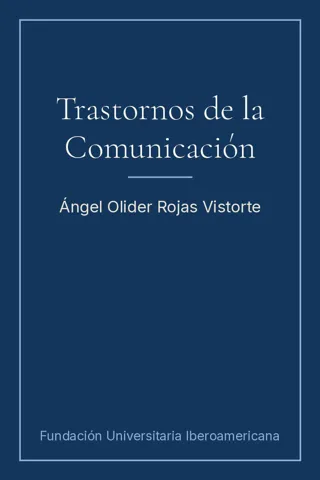 Trastornos de la
Comunicación
Ángel Olider Rojas Vistorte
Fundación Universitaria Iberoamericana